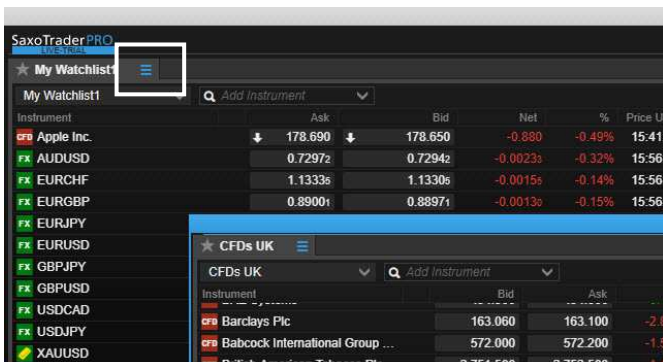 SaxoTraderPRO
LIVE-TRIAL
My Watchlist1
My Watchlist1 Add Instrument
Instrument Ask Bid Net % Price U
CFD Apple Inc. 178.690 178.650 -0.880 -0.49% 15:41
FX AUDUSD 0.72972 0.72942 -0.00233 -0.32% 15:56
FX EURCHF 1.13335 1.13305 -0.00155 -0.14% 15:56
FX EURGBP 0.89001 0.88971 -0.00130 -0.15% 15:56
FX EURJPY
FX EURUSD
FX GBPJPY
FX GBPUSD
FX USDCAD
FX USDJPY
XAUUSD
CFDs UK
CFDs UK Add Instrument
Instrument Bid Ask
CFD Barclays Plc 163.060 163.100
CFD Babcock International Group ... 572.000 572.200